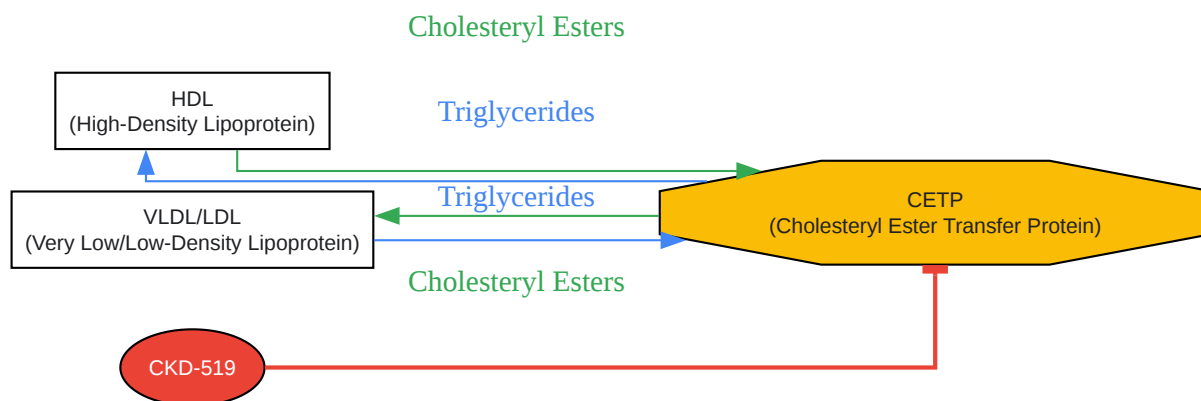 Cholesteryl Esters
HDL
(High-Density Lipoprotein)
Triglycerides
Triglycerides
VLDL/LDL
(Very Low/Low-Density Lipoprotein)
CETP
(Cholesteryl Ester Transfer Protein)
Cholesteryl Esters
CKD-519